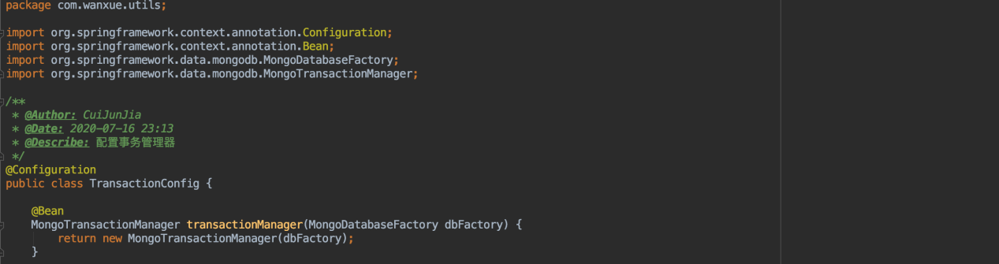 package com.wanxue.utils;
import org.springframework.context.annotation.Configuration;
import org.springframework.context.annotation.Bean;
import org.springframework.data.mongodb.MongoDatabaseFactory;
import org.springframework.data.mongodb.MongoTransactionManager;
/**
 * @Author: CuiJunJia
 * @Date: 2020-07-16 23:13
 * @Describe: 配置事务管理器
 */
@Configuration
public class TransactionConfig {
    @Bean
    MongoTransactionManager transactionManager(MongoDatabaseFactory dbFactory) {
        return new MongoTransactionManager(dbFactory);
    }